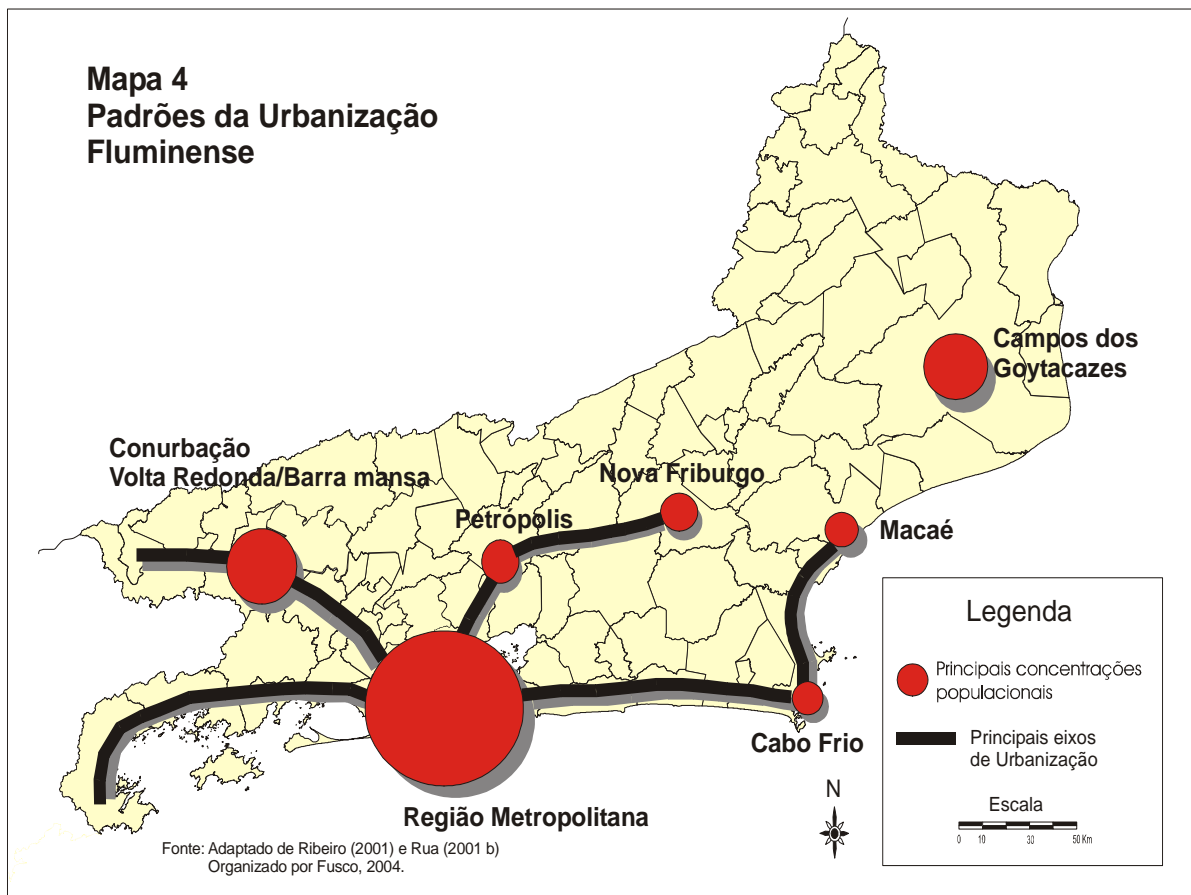 Mapa 4
Padrões da Urbanização
Fluminense
Campos dos
Goytacazes
Conurbação
Volta Redonda/Barra mansa
Nova Friburgo
Petrópolis
Macaé
Cabo Frio
Região Metropolitana
Legenda
Principais concentrações
populacionais
Principais eixos
de Urbanização
Escala
0 10 30 50 Km
N
Fonte: Adaptado de Ribeiro (2001) e Rua (2001 b)
Organizado por Fusco, 2004.